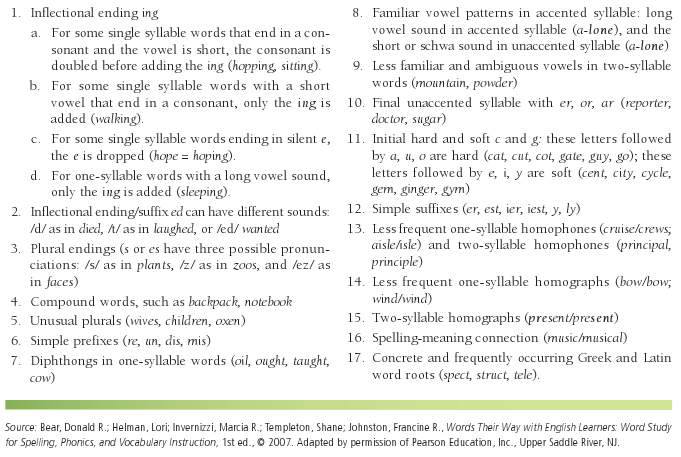 1. Inflectional ending ing
a. For some single syllable words that end in a con-
sonant and the vowel is short, the consonant is
doubled before adding the ing (hopping, sitting).
b. For some single syllable words with a short
vowel that end in a consonant, only the ing is
added (walking).
c. For some single syllable words ending in silent e,
the e is dropped (hope = hoping).
d. For one-syllable words with a long vowel sound,
only the ing is added (sleeping).
2. Inflectional ending/suffix ed can have different sounds:
/d/ as in died, /t/ as in laughed, or /ed/ wanted
3. Plural endings (s or es have three possible pronun-
ciations: /s/ as in plants, /z/ as in zoos, and /ez/ as
in faces)
4. Compound words, such as backpack, notebook
5. Unusual plurals (wives, children, oxen)
6. Simple prefixes (re, un, dis, mis)
7. Diphthongs in one-syllable words (oil, ought, taught,
cow)
8. Familiar vowel patterns in accented syllable: long
vowel sound in accented syllable (a-lone), and the
short or schwa sound in unaccented syllable (a-lone)
9. Less familiar and ambiguous vowels in two-syllable
words (mountain, powder)
10. Final unaccented syllable with er, or, ar (reporter,
doctor, sugar)
11. Initial hard and soft c and g: these letters followed
by a, u, o are hard (cat, cut, cot, gate, guy, go); these
letters followed by e, i, y are soft (cent, city, cycle,
gem, ginger, gym)
12. Simple suffixes (er, est, ier, iest, y, ly)
13. Less frequent one-syllable homophones (cruise/crews;
aisle/isle) and two-syllable homophones (principal,
principle)
14. Less frequent one-syllable homographs (bow/bow;
wind/wind)
15. Two-syllable homographs (present/present)
16. Spelling-meaning connection (music/musical)
17. Concrete and frequently occurring Greek and Latin
word roots (spect, struct, tele).
Source: Bear, Donald R.; Helman, Lori; Invernizzi, Marcia R.; Templeton, Shane; Johnston, Francine R., Words Their Way with English Learners: Word Study
for Spelling, Phonics, and Vocabulary Instruction, 1st ed., © 2007. Adapted by permission of Pearson Education, Inc., Upper Saddle River, NJ.